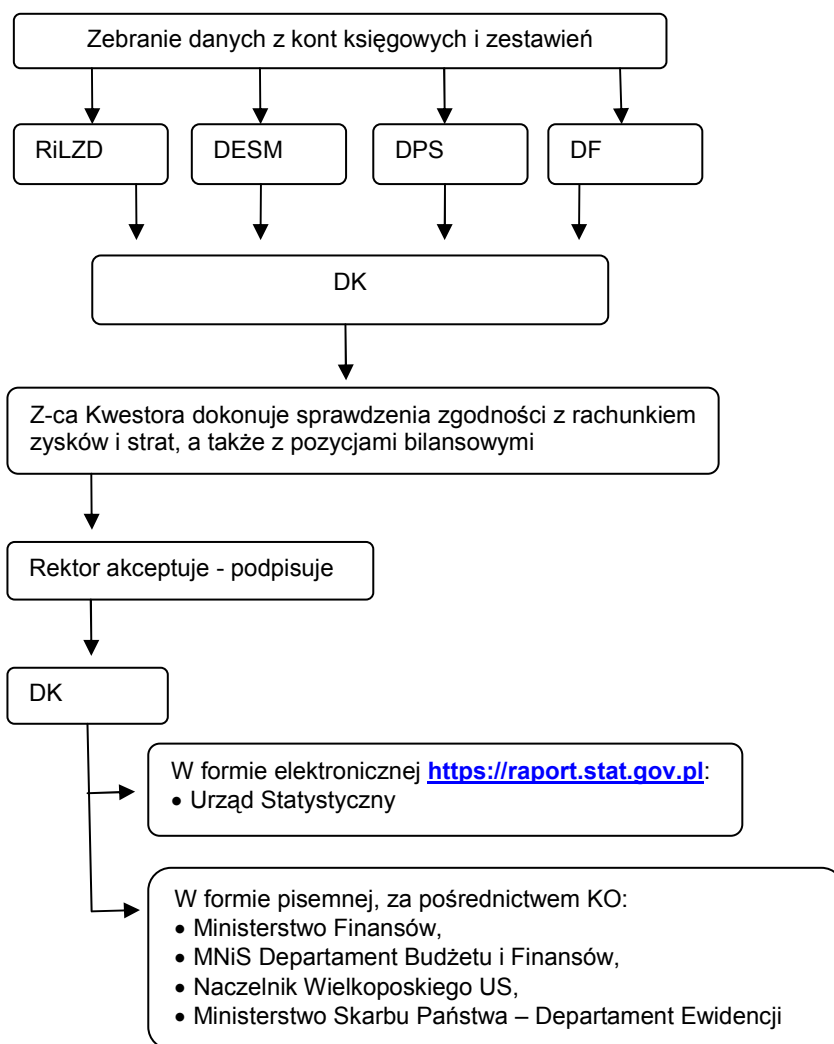 Zebranie danych z kont księgowych i zestawień
RiLZD
DESM
DPS
DF
DK
Z-ca Kwestora dokonuje sprawdzenia zgodności z rachunkiem
zysków i strat, a także z pozycjami bilansowymi
Rektor akceptuje - podpisuje
DK
W formie elektronicznej https://raport.stat.gov.pl:
• Urząd Statystyczny
W formie pisemnej, za pośrednictwem KO:
• Ministerstwo Finansów,
• MNiS Departament Budżetu i Finansów,
• Naczelnik Wielkoposkiego US,
• Ministerstwo Skarbu Państwa – Departament Ewidencji